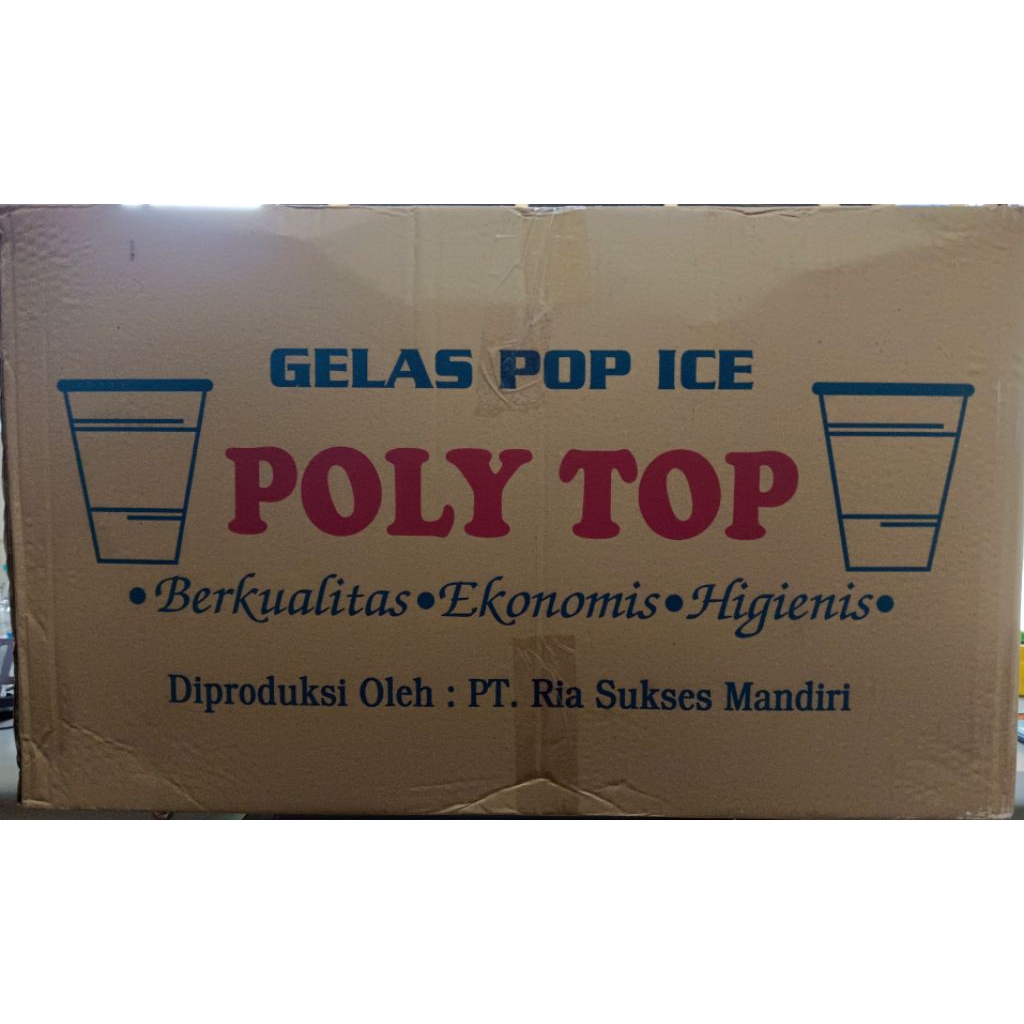 GELAS POP ICE
POLY TOP
•Berkualitas•Ekonomis•Higienis•
Diproduksi Oleh : PT. Ria Sukses Mandiri